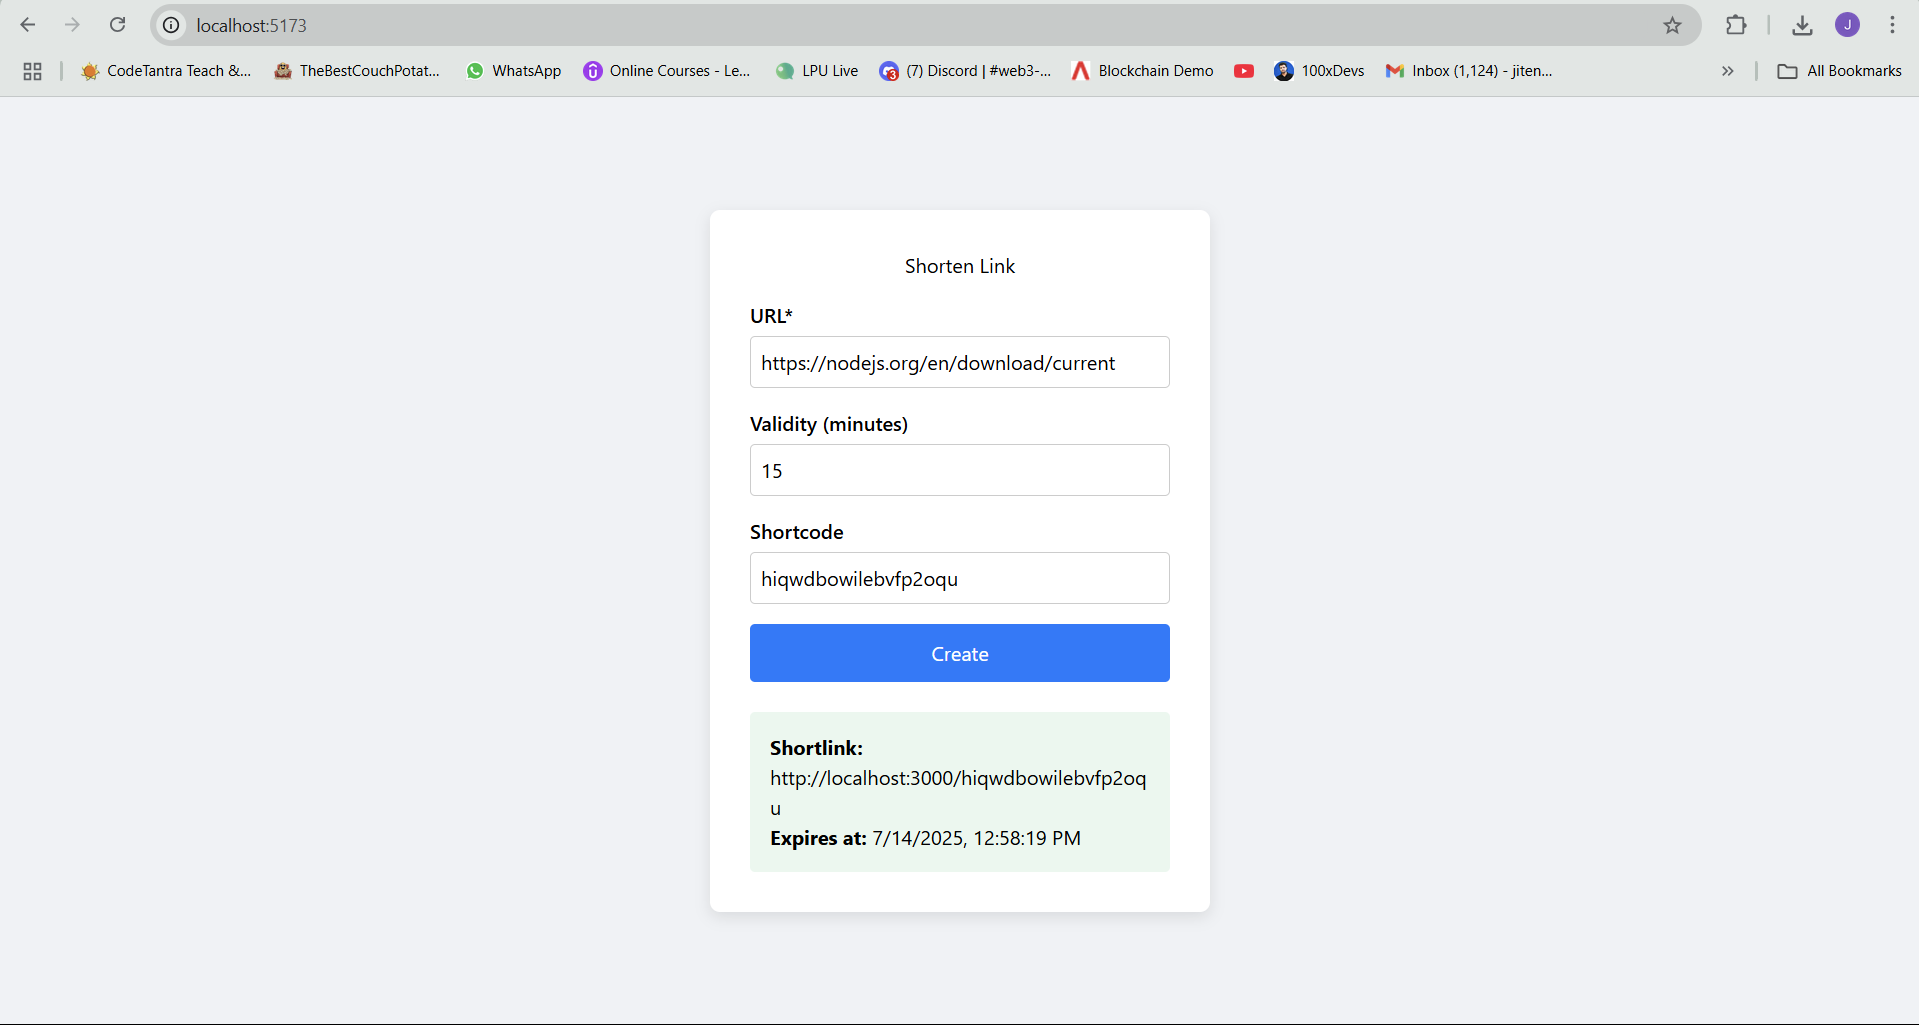 localhost:5173
J
CodeTantra Teach &... TheBestCouchPotat... WhatsApp Online Courses - Le... LPU Live (7) Discord | #web3-... Blockchain Demo 100xDevs Inbox (1,124) - jiten... » All Bookmarks
Shorten Link
URL*
https://nodejs.org/en/download/current
Validity (minutes)
15
Shortcode
hiqwdbowilebvfp2oqu
Create
Shortlink:
http://localhost:3000/hiqwdbowilebvfp2oq
u
Expires at: 7/14/2025, 12:58:19 PM